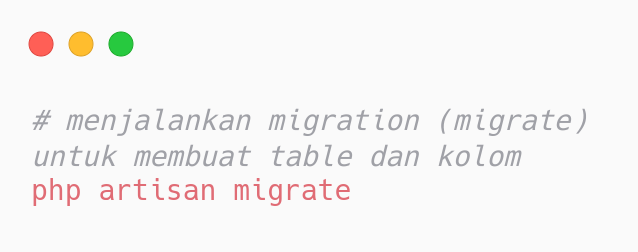 # menjalankan migration (migrate)
untuk membuat table dan kolom
php artisan migrate